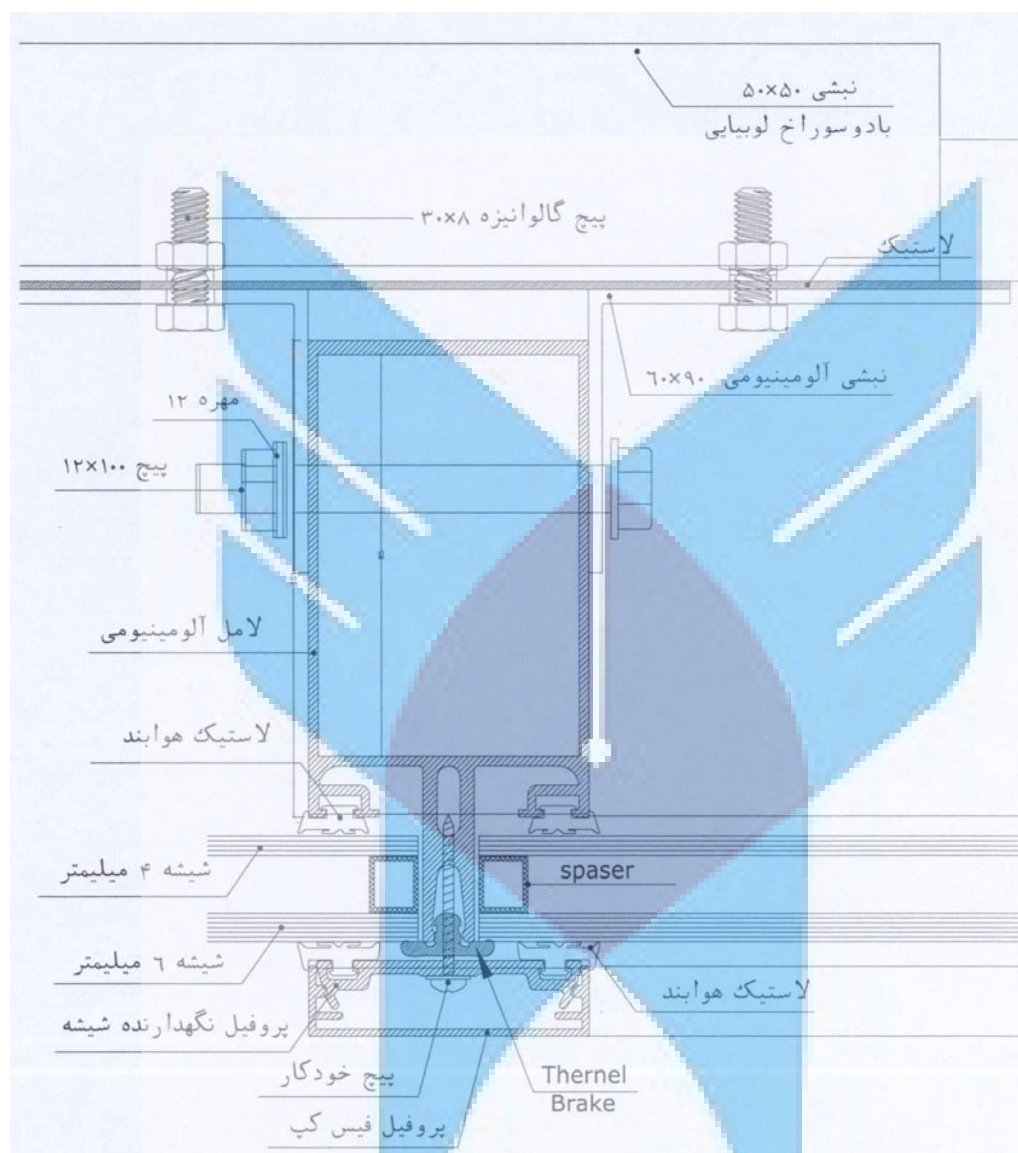 نبشی ۵۰×۵۰
بادوسوراخ لوبیایی
پیچ گالوانیزه ۳۰×۸
لاستیک
نبشی آلومینیومی ۶۰×۹۰
مهره ۱۲
پیچ ۱۲×۱۰۰
لامل آلومینیومی
لاستیک هوابند
شیشه ۴ میلیمتر
spaser
شیشه ۶ میلیمتر
لاستیک هوابند
پروفیل نگهدارنده شیشه
پیچ خودکار
Thernel
Brake
پروفیل فیس کپ